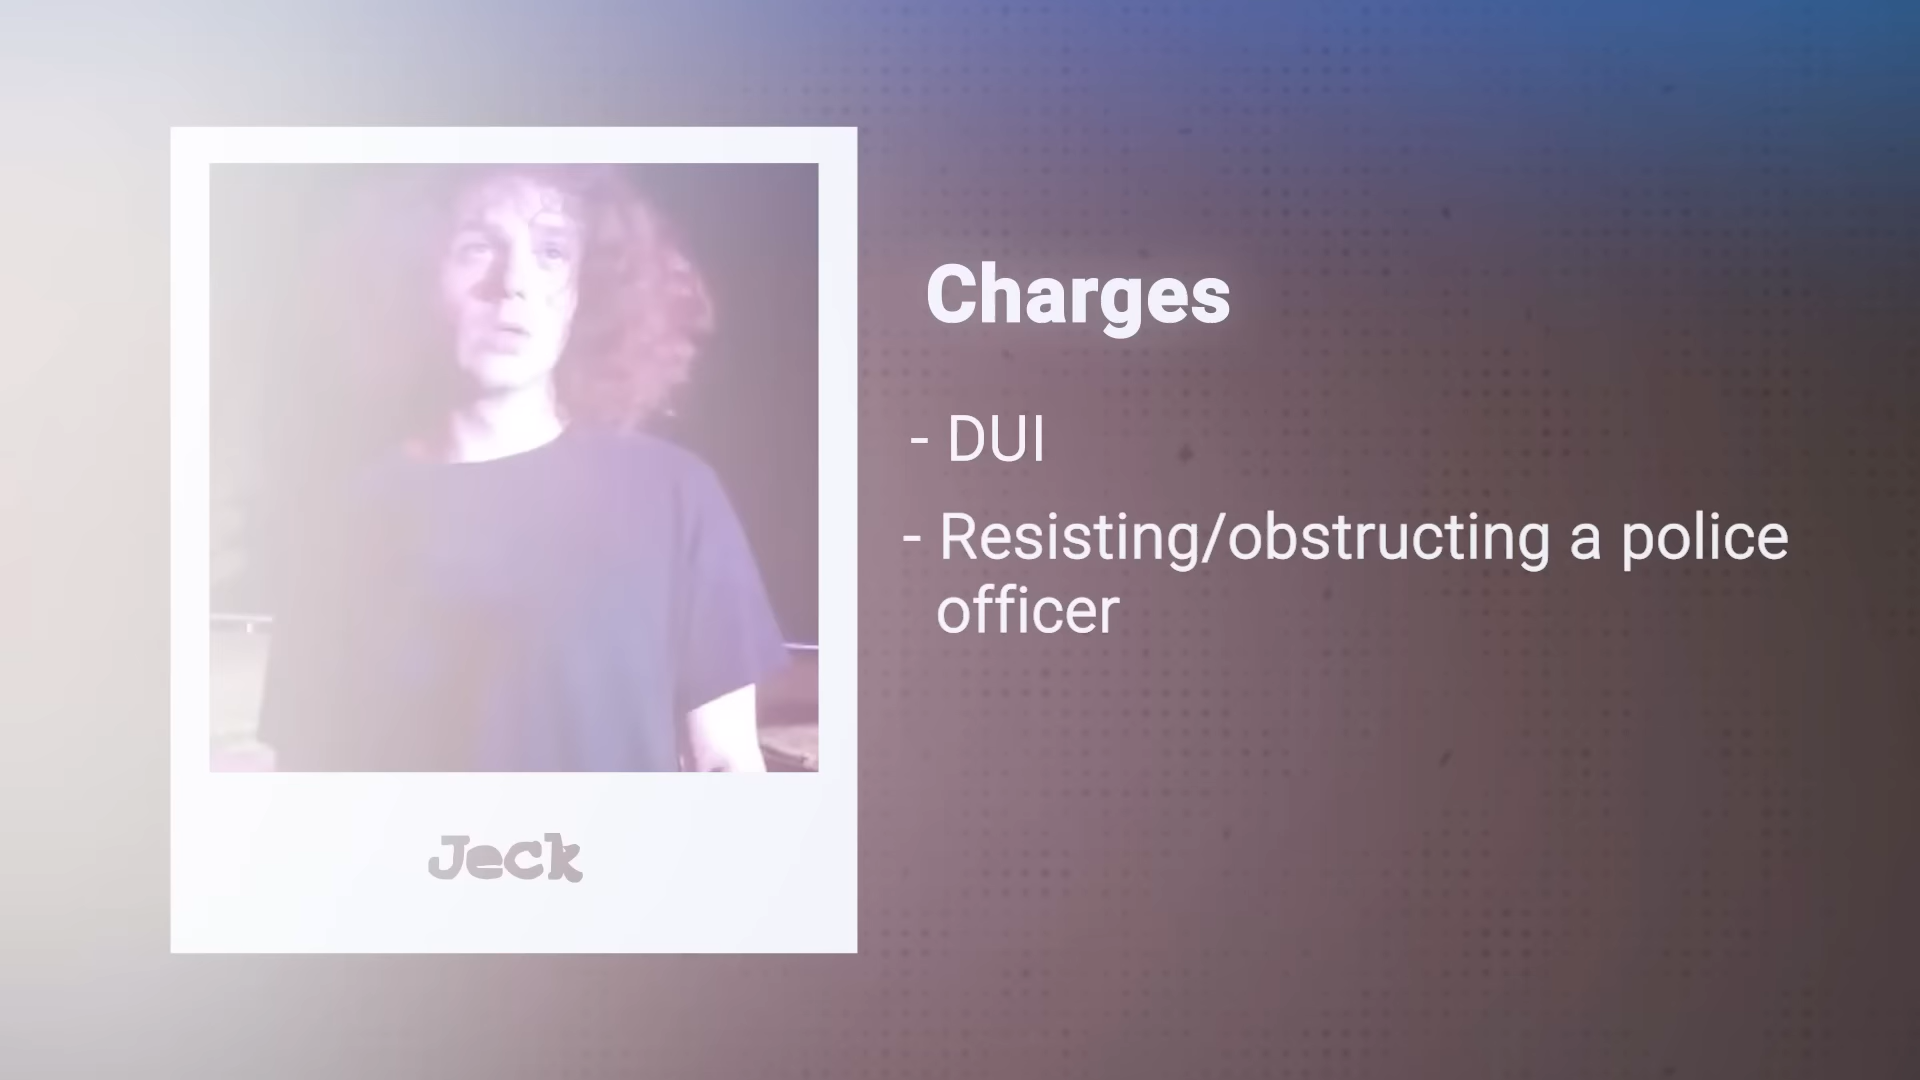 Charges
- DUI
- Resisting/obstructing a police
officer
Jeck